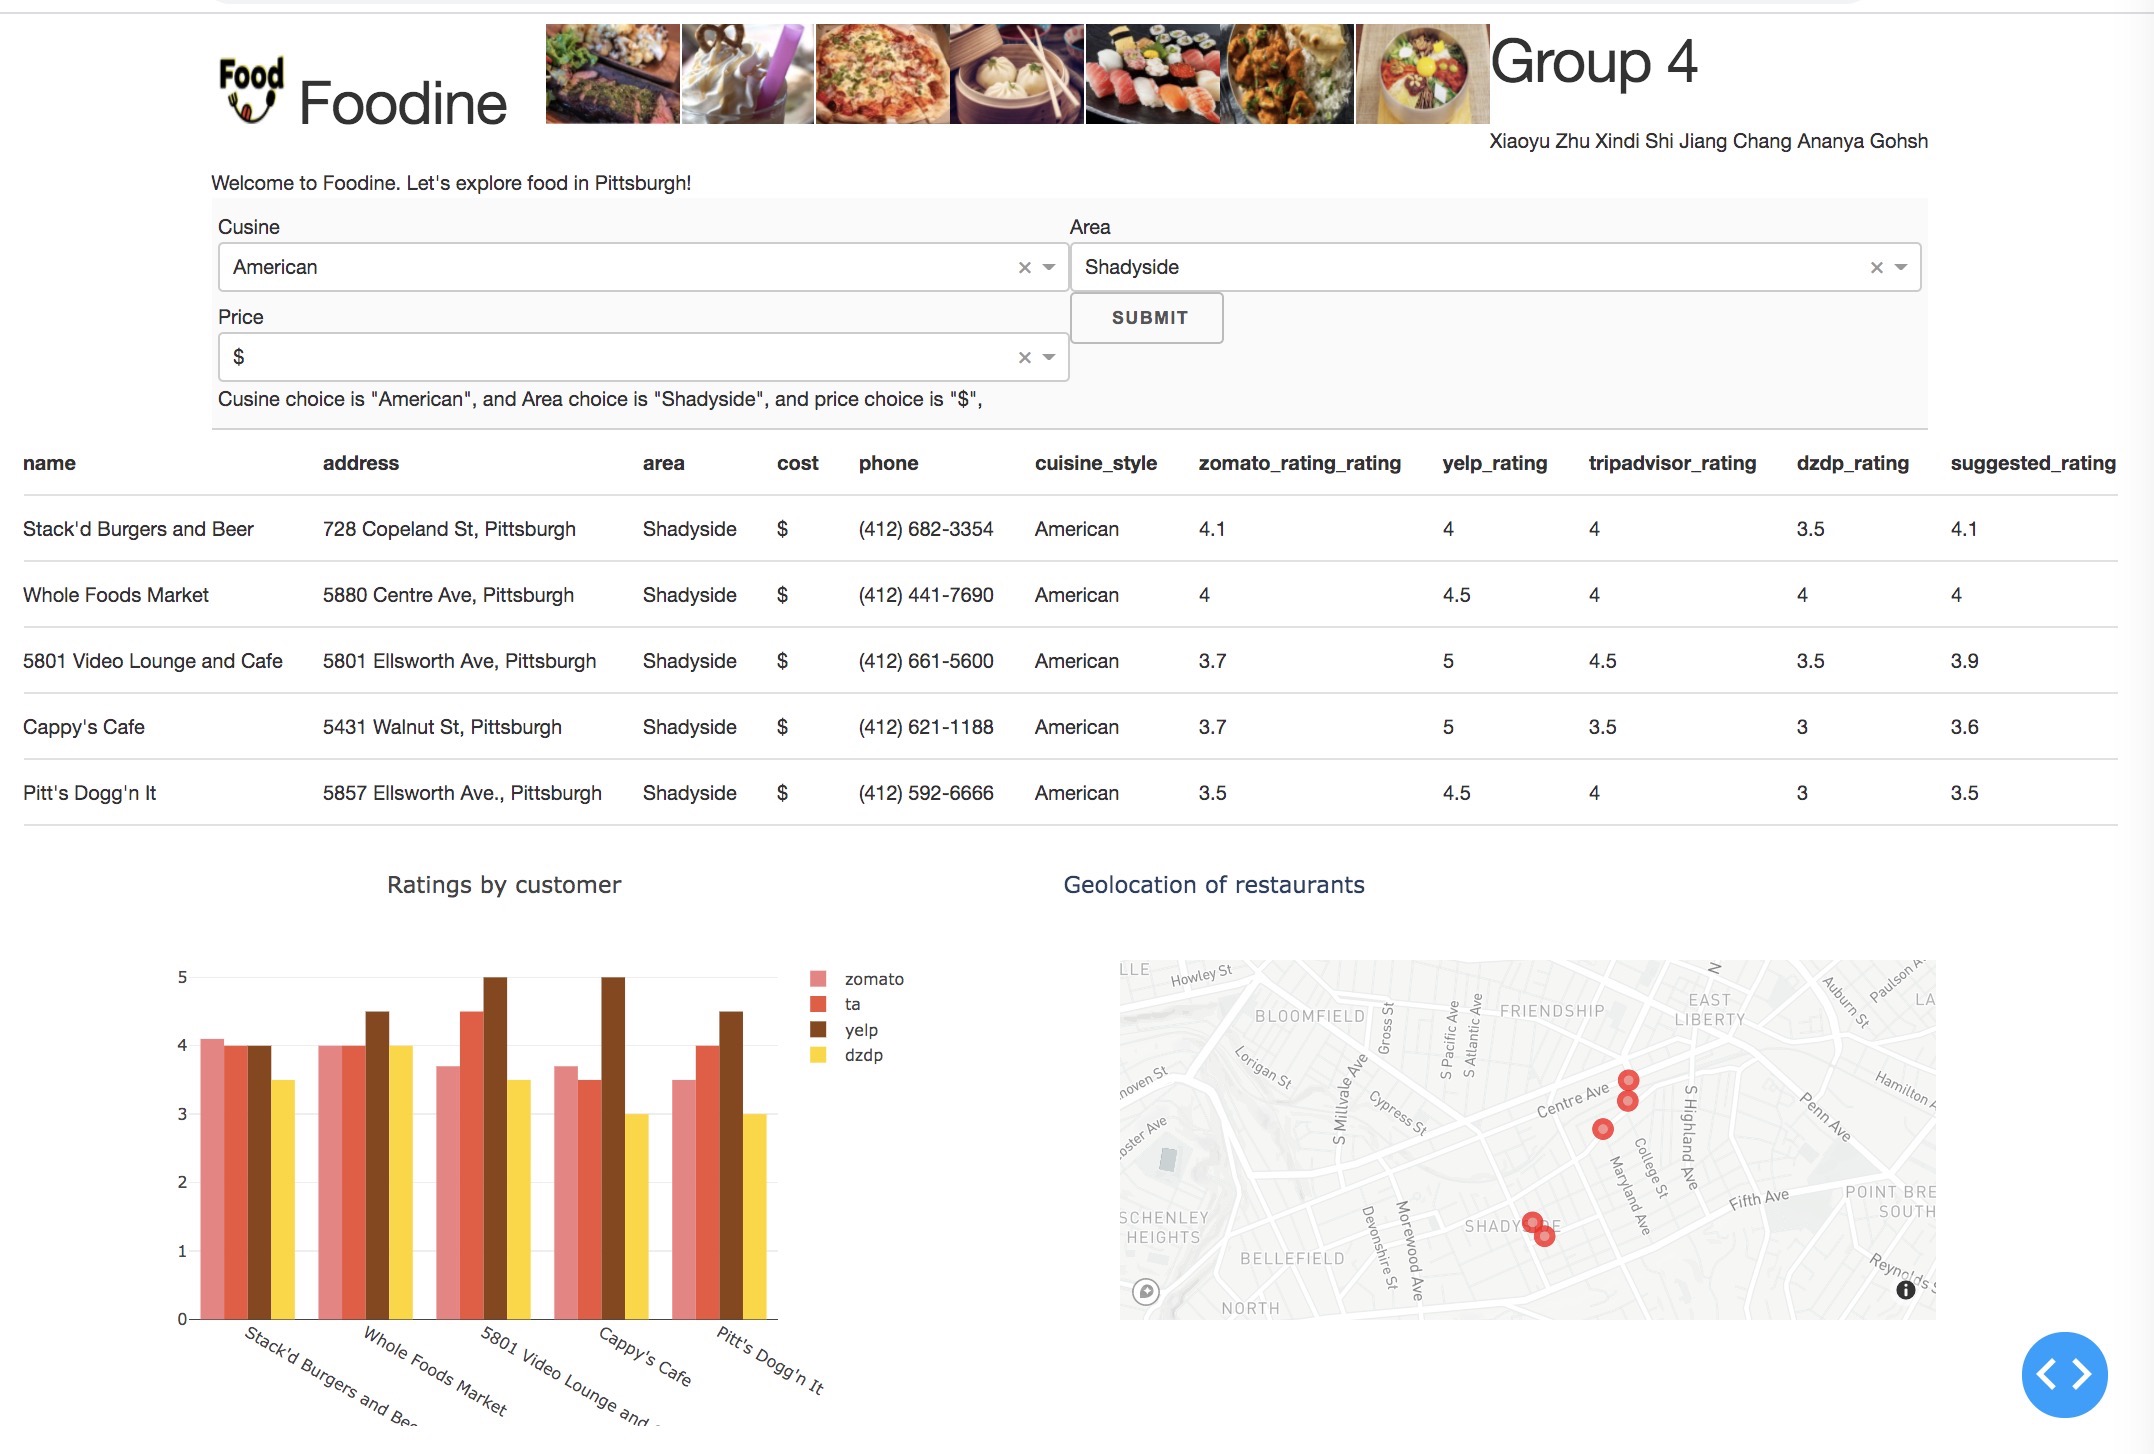 Food
Foodine
Group 4
Xiaoyu Zhu Xindi Shi Jiang Chang Ananya Gohsh
Welcome to Foodine. Let's explore food in Pittsburgh!
Cusine
Area
American
Shadyside
Price
SUBMIT
$
Cusine choice is "American", and Area choice is "Shadyside", and price choice is "$",
name address area cost phone cuisine_style zomato_rating_rating yelp_rating tripadvisor_rating dzdp_rating suggested_rating
Stack'd Burgers and Beer 728 Copeland St, Pittsburgh Shadyside $ (412) 682-3354 American 4.1 4 4 3.5 4.1
Whole Foods Market 5880 Centre Ave, Pittsburgh Shadyside $ (412) 441-7690 American 4 4.5 4 4 4
5801 Video Lounge and Cafe 5801 Ellsworth Ave, Pittsburgh Shadyside $ (412) 661-5600 American 3.7 5 4.5 3.5 3.9
Cappy's Cafe 5431 Walnut St, Pittsburgh Shadyside $ (412) 621-1188 American 3.7 5 3.5 3 3.6
Pitt's Dogg'n It 5857 Ellsworth Ave., Pittsburgh Shadyside $ (412) 592-6666 American 3.5 4.5 4 3 3.5
Ratings by customer
5
4
3
2
1
0
zomato
ta
yelp
dzdp
Stack'd Burgers and Bee
Whole Foods Market
5801 Video Lounge and
Cappy's Cafe
Pitt's Dogg'n It
Geolocation of restaurants
LLE
Howley St
N
Paulson A
Auburn St
LA
BLOOMFIELD
Gross St
S Pacific Ave
S Atlantic Ave
FRIENDSHIP
EAST
LIBERTY
Lorigan St
noven St
S Millvale Ave
Cypress St
Centre Ave
S Highland Ave
Penn Ave
Hamilton A
oster Ave
College St
Maryland Ave
Fifth Ave
POINT BRE
SOUTH
SCHENLEY
HEIGHTS
Devonshire St
Morewood Ave
SHADYSIDE
BELLEFIELD
Reynolds S
NORTH